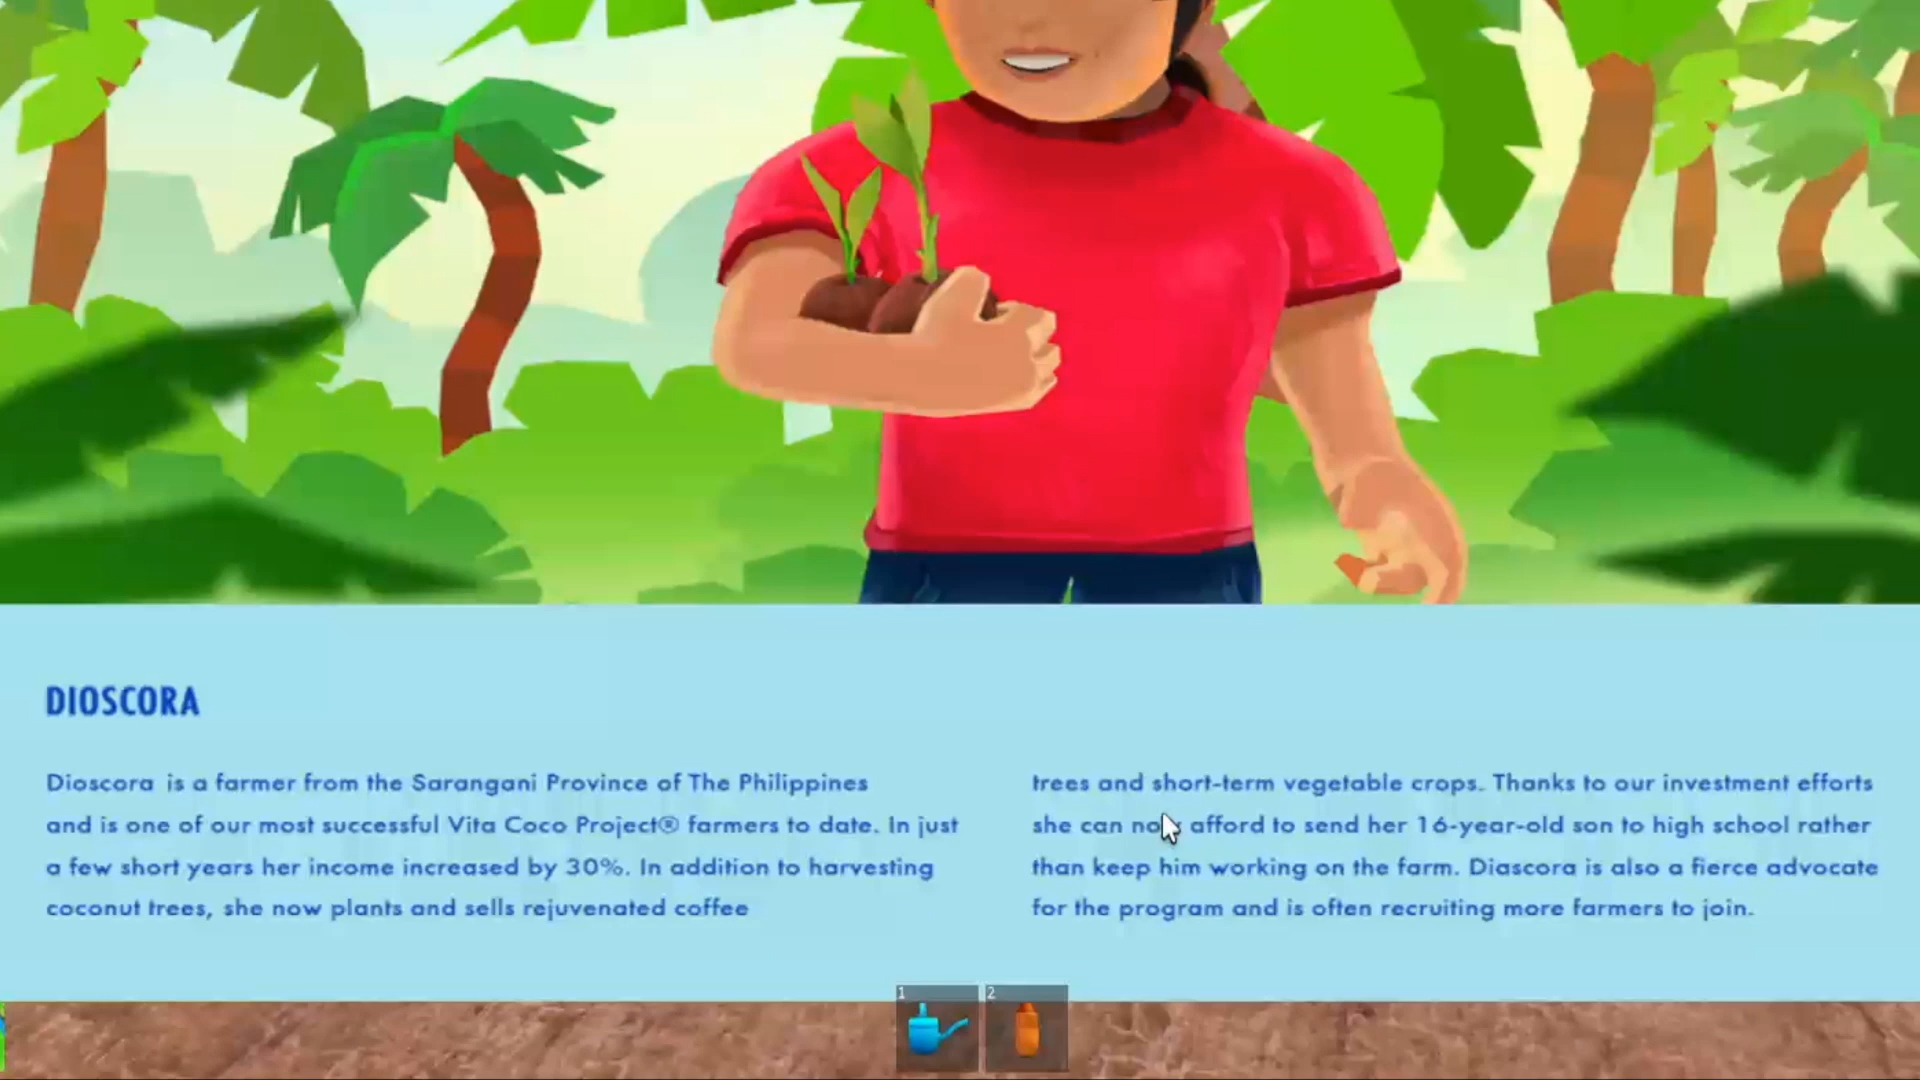 DIOSCORA
Dioscora is a farmer from the Sarangani Province of The Philippines
and is one of our most successful Vita Coco Project® farmers to date. In just
a few short years her income increased by 30%. In addition to harvesting
coconut trees, she now plants and sells rejuvenated coffee
trees and short-term vegetable crops. Thanks to our investment efforts
she can now afford to send her 16-year-old son to high school rather
than keep him working on the farm. Diascora is also a fierce advocate
for the program and is often recruiting more farmers to join.
1
2